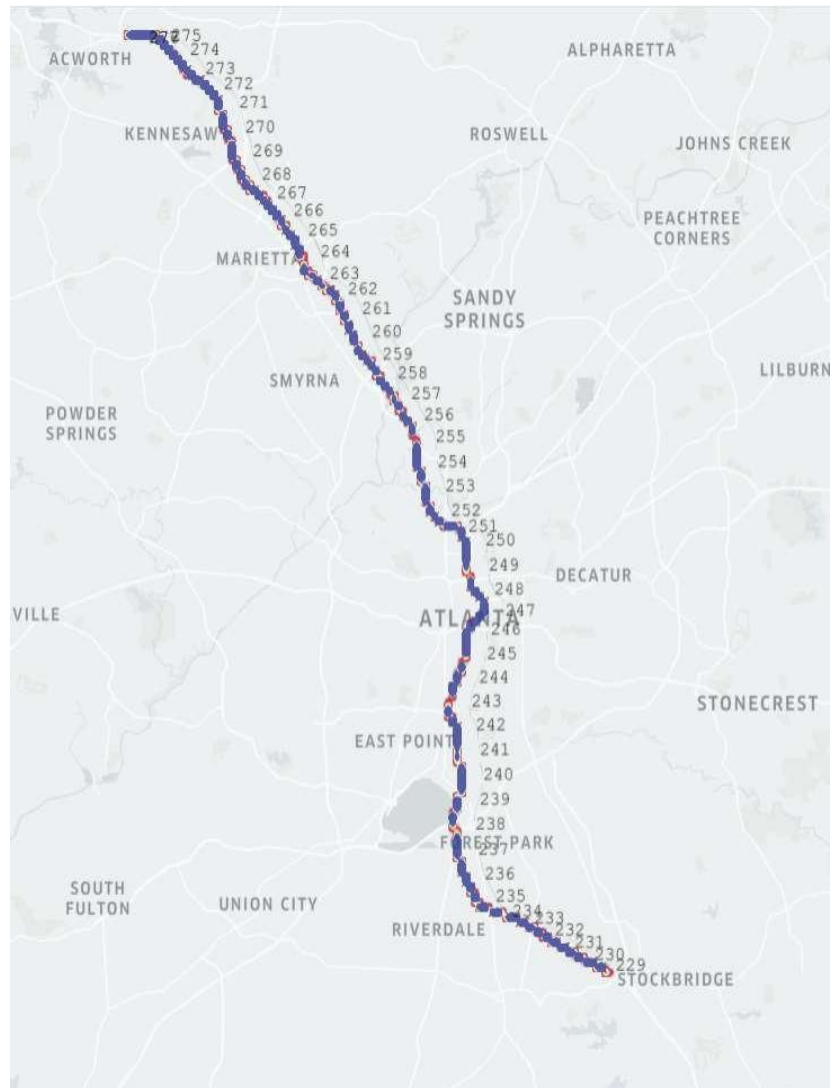 275
274
ACWORTH
ALPHARETTA
273
272
271
270
KENNESAW
ROSWELL
JOHNS CREEK
269
268
267
266
PEACHTREE
CORNERS
265
264
MARIETTA
263
262
SANDY
SPRINGS
261
260
259
258
SMYRNA
LILBURN
257
256
POWDER
SPRINGS
255
254
253
252
251
250
249
DECATUR
248
247
VILLE
ATLANTA
246
245
244
243
STONECREST
242
EAST POINT
241
240
239
238
FOREST PARK
237
236
SOUTH
FULTON
UNION CITY
235
234
233
RIVERDALE
232
231
230
229
STOCKBRIDGE